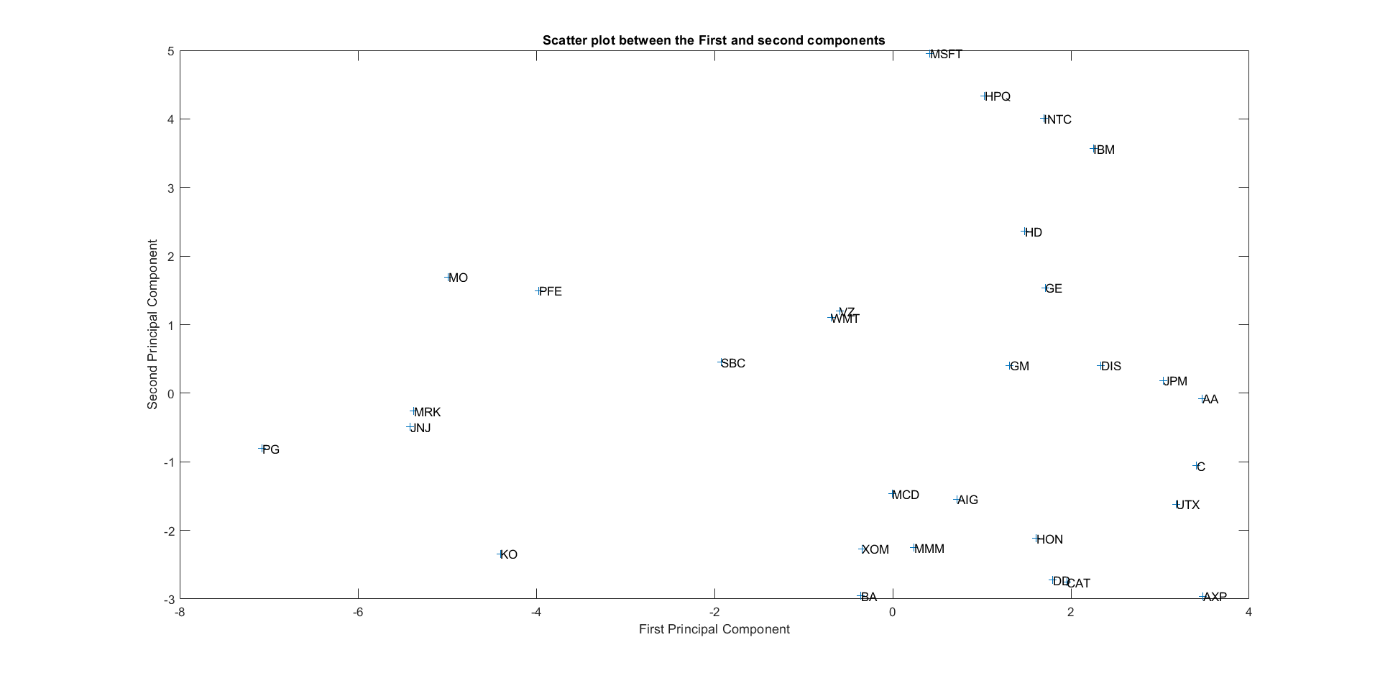 Scatter plot between the First and second components
5
MSFT
HPQ
4
INTC
IBM
3
HD
2
MO
PFE
GE
VZ
1
WMT
SBC
GM
DIS
JPM
0
AA
MRK
JNJ
PG
-1
C
MCD
AIG
UTX
-2
HON
XOM
MMM
KO
DD
CAT
BA
AXP
-3
-8
-6
-4
-2
0
2
4
First Principal Component
Second Principal Component